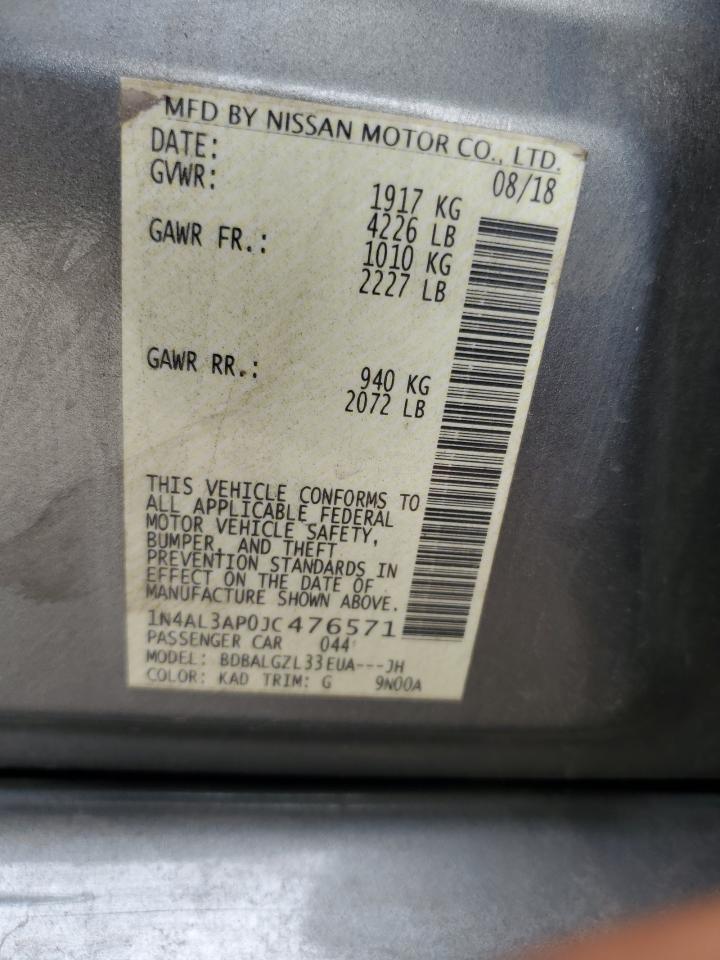 MFD BY NISSAN MOTOR CO., LTD.
DATE: 08/18
GVWR: 1917 KG
4226 LB
GAWR FR.: 1010 KG
2227 LB
GAWR RR.: 940 KG
2072 LB
THIS VEHICLE CONFORMS TO
ALL APPLICABLE FEDERAL
MOTOR VEHICLE SAFETY,
BUMPER, AND THEFT
PREVENTION STANDARDS IN
EFFECT ON THE DATE OF
MANUFACTURE SHOWN ABOVE.
1N4AL3AP0JC476571
PASSENGER CAR 044
MODEL: BDBALGZL33EUA---JH
COLOR: KAD TRIM: G 9N00A